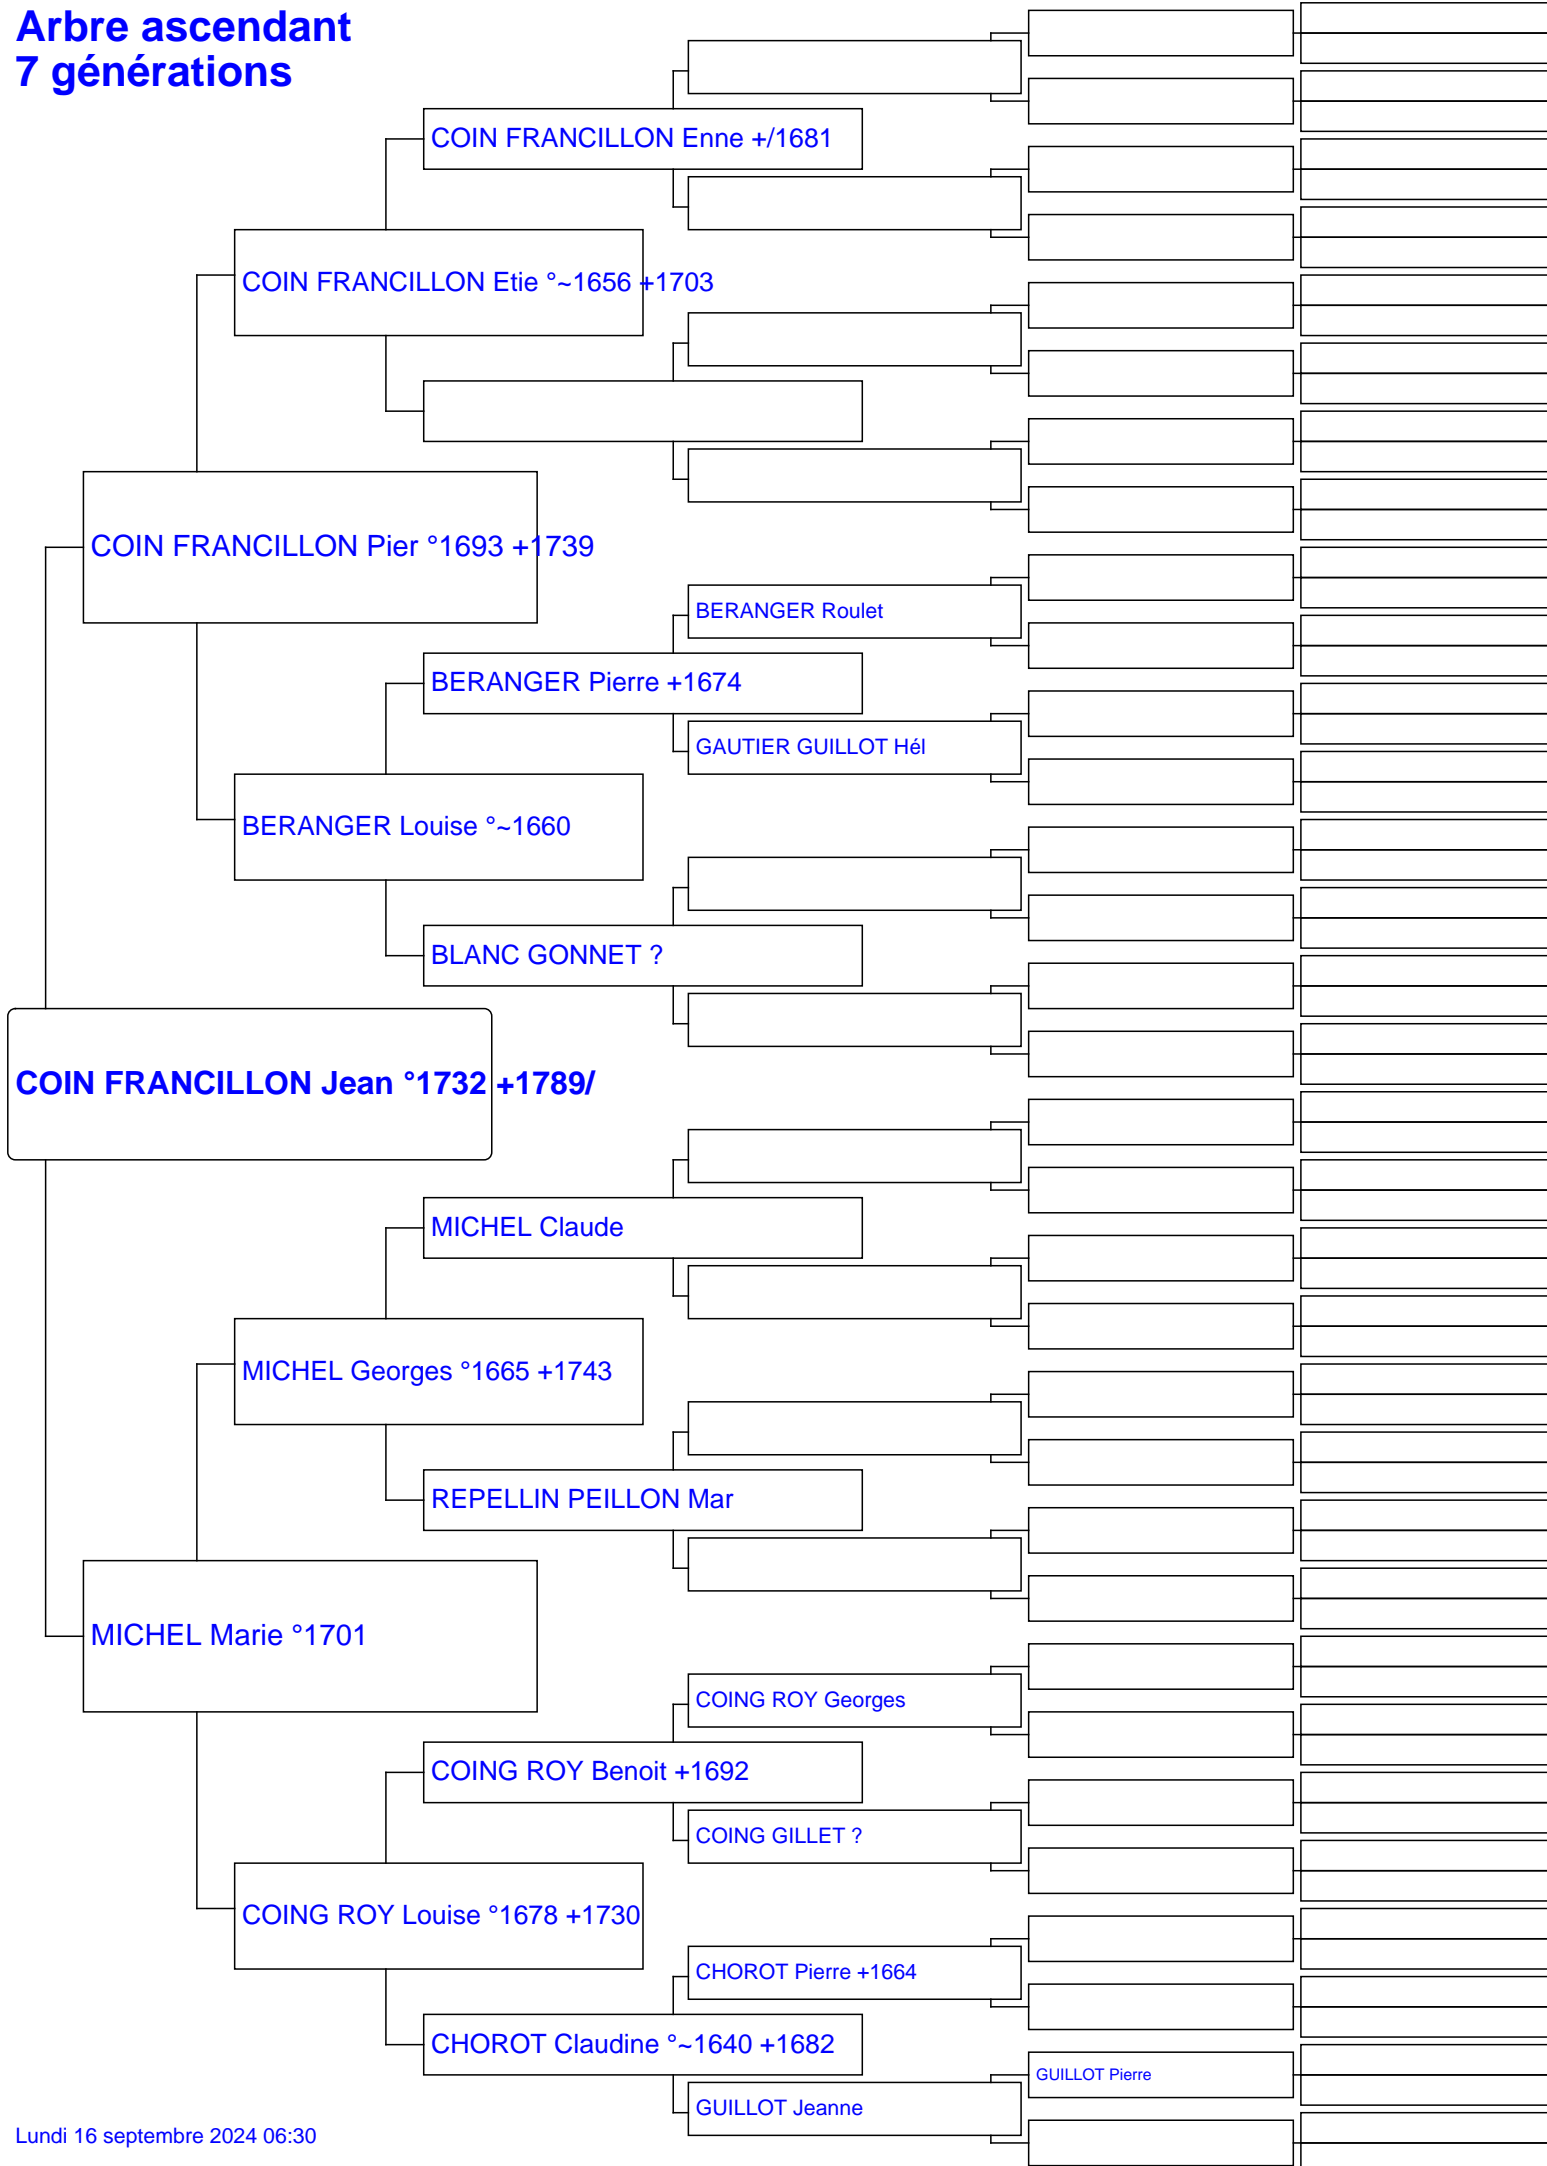 Arbre ascendant
7 générations
COIN FRANCILLON Enne +/1681
COIN FRANCILLON Etie °~1656 +1703
COIN FRANCILLON Pier °1693 +1739
BERANGER Roulet
BERANGER Pierre +1674
GAUTIER GUILLOT Hél
BERANGER Louise °~1660
BLANC GONNET ?
COIN FRANCILLON Jean °1732 +1789/
MICHEL Claude
MICHEL Georges °1665 +1743
REPELLIN PEILLON Mar
MICHEL Marie °1701
COING ROY Georges
COING ROY Benoit +1692
COING GILLET ?
COING ROY Louise °1678 +1730
CHOROT Pierre +1664
CHOROT Claudine °~1640 +1682
GUILLOT Pierre
GUILLOT Jeanne
Lundi 16 septembre 2024 06:30